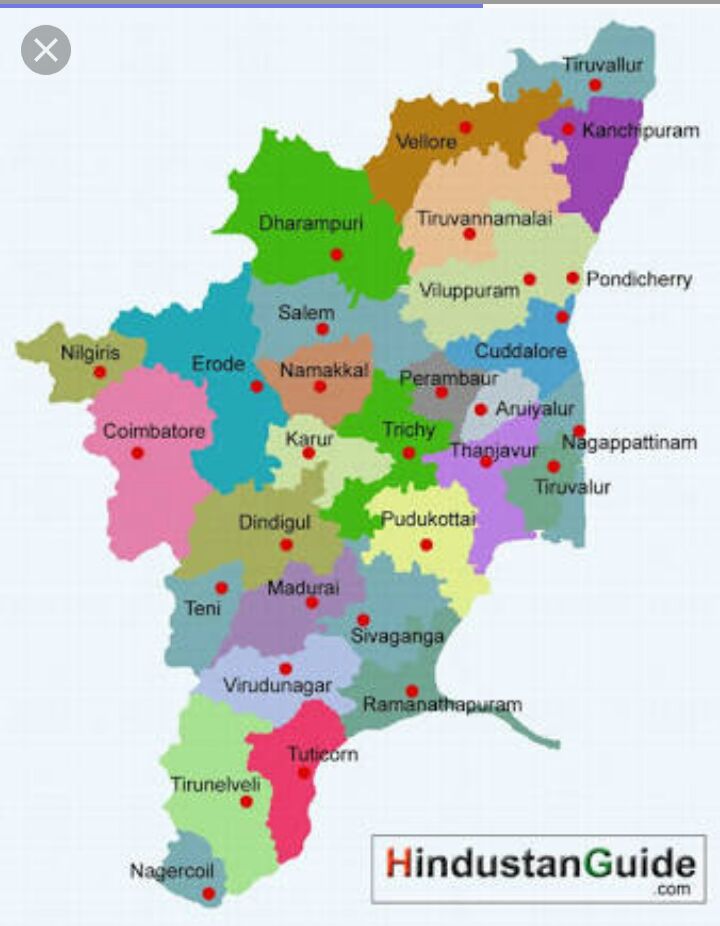 Tiruvallur
Kanchipuram
Vellore
Dharampuri
Tiruvannamalai
Pondicherry
Viluppuram
Salem
Cuddalore
Nilgiris
Erode
Namakkal
Perambaur
Aruiyalur
Coimbatore
Karur
Trichy
Nagappattinam
Thanjavur
Tiruvalur
Dindigul
Pudukottai
Madurai
Teni
Sivaganga
Virudunagar
Ramanathapuram
Tuticorn
Tirunelveli
Nagercoil
HindustanGuide
.com